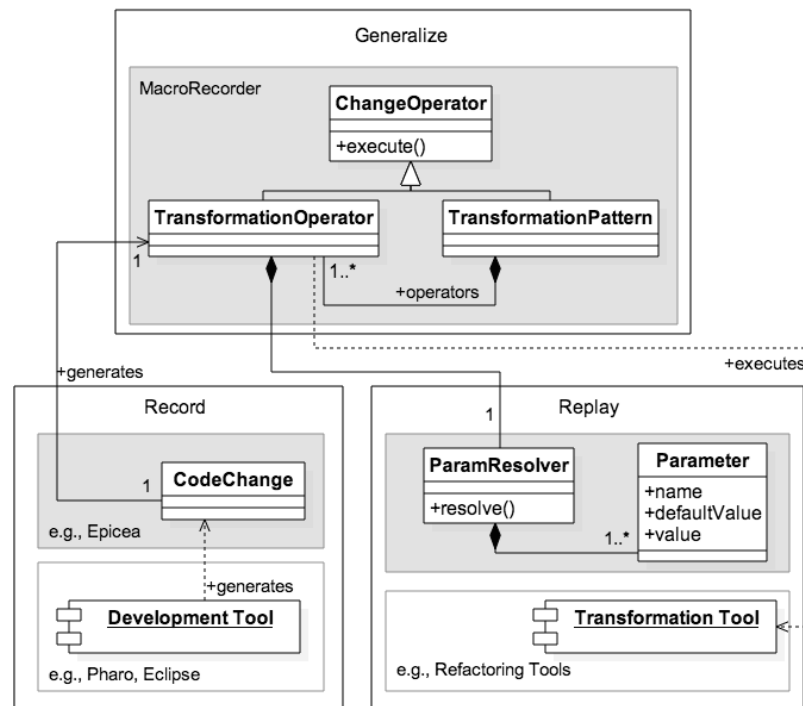 Generalize
MacroRecorder
ChangeOperator
+execute()
TransformationOperator
TransformationPattern
1
1..*
+operators
+executes
+generates
Record
Replay
1
CodeChange
1
e.g., Epicea
ParamResolver
+resolve()
Parameter
+name
+defaultValue
+value
1..*
+generates
Development Tool
e.g., Pharo, Eclipse
Transformation Tool
e.g., Refactoring Tools